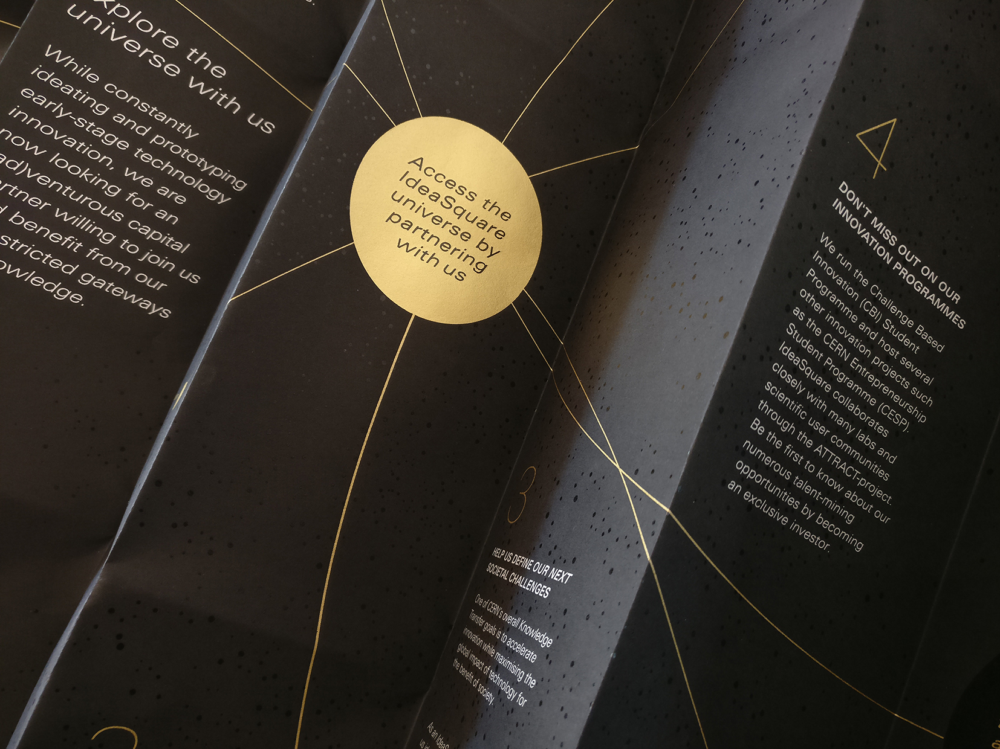 xplore the
universe with us
While constantly
ideating and prototyping
early-stage technology
innovation, we are
now looking for an
ad)venturous capital
rtner willing to join us
d benefit from our
stricted gateways
owledge.
Access the
IdeaSquare
universe by
partnering
with us
3
HELP US DEFINE OUR NEXT
SOCIETAL CHALLENGES
One of CERN's overall Knowledge
Transfer goals is to accelerate
innovation while maximising the
global impact of technology for
the benefit of society.
As an IdeaS
4
DON'T MISS OUT ON OUR
INNOVATION PROGRAMMES
We run the Challenge Based
Innovation (CBI) Student
Programme and host several
other innovation projects such
as the CERN Entrepreneurship
Student Programme (CESP).
IdeaSquare collaborates
closely with many labs and
scientific user communities
through the ATTRACT-project.
Be the first to know about our
numerous talent-mining
opportunities by becoming
an exclusive investor.